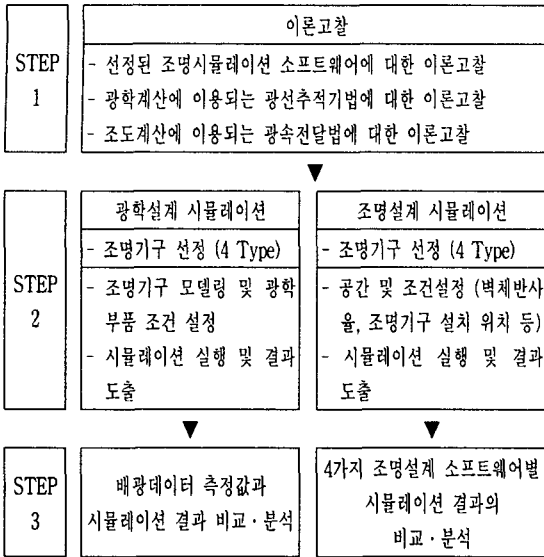 이론고찰
STEP
1
- 선정된 조명시뮬레이션 소프트웨어에 대한 이론고찰
- 광학계산에 이용되는 광선추적기법에 대한 이론고찰
- 조도계산에 이용되는 광속전달법에 대한 이론고찰
▼
STEP
2
광학설계 시뮬레이션
- 조명기구 선정 (4 Type)
- 조명기구 모델링 및 광학
부품 조건 설정
- 시뮬레이션 실행 및 결과
도출
조명설계 시뮬레이션
- 조명기구 선정 (4 Type)
- 공간 및 조건설정 (벽체반사
율, 조명기구 설치 위치 등)
- 시뮬레이션 실행 및 결과
도출
▼
▼
STEP
3
배광데이터 측정값과
시뮬레이션 결과 비교·분석
4가지 조명설계 소프트웨어별
시뮬레이션 결과의
비교·분석